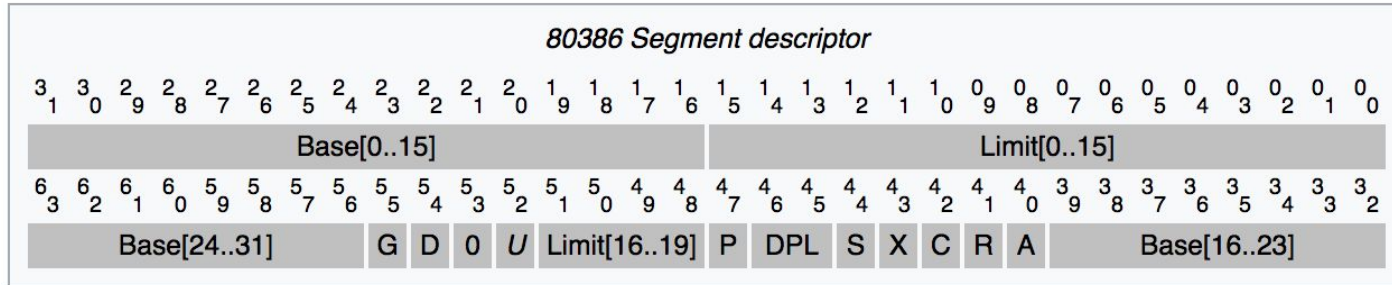 80386 Segment descriptor
31 30 29 28 27 26 25 24 23 22 21 20 19 18 17 16 15 14 13 12 11 10 09 08 07 06 05 04 03 02 01 00
Base[0..15] Limit[0..15]
63 62 61 60 59 58 57 56 55 54 53 52 51 50 49 48 47 46 45 44 43 42 41 40 39 38 37 36 35 34 33 32
Base[24..31] G D 0 U Limit[16..19] P DPL S X C R A Base[16..23]